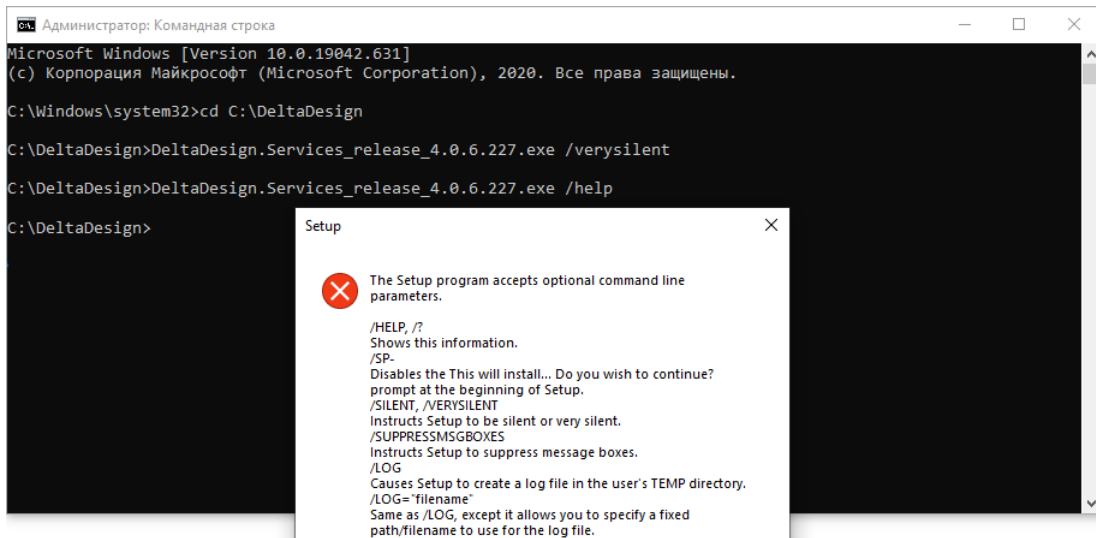 Администратор: Командная строка
Microsoft Windows [Version 10.0.19042.631]
(c) Корпорация Майкрософт (Microsoft Corporation), 2020. Все права защищены.
C:\Windows\system32>cd C:\DeltaDesign
C:\DeltaDesign>DeltaDesign.Services_release_4.0.6.227.exe /verysilent
C:\DeltaDesign>DeltaDesign.Services_release_4.0.6.227.exe /help
C:\DeltaDesign>
Setup
The Setup program accepts optional command line
parameters.
/HELP, /?
Shows this information.
/SP-
Disables the This will install... Do you wish to continue?
prompt at the beginning of Setup.
/SILENT, /VERYSILENT
Instructs Setup to be silent or very silent.
/SUPPRESSMSGBOXES
Instructs Setup to suppress message boxes.
/LOG
Causes Setup to create a log file in the user's TEMP directory.
/LOG="filename"
Same as /LOG, except it allows you to specify a fixed
path/filename to use for the log file.